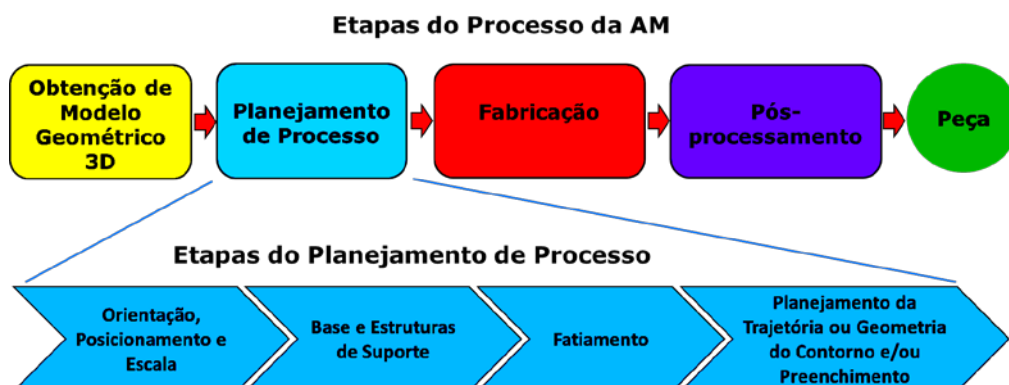 Etapas do Processo da AM
Obtenção de
Modelo
Geométrico
3D
Planejamento
de Processo
Fabricação
Pós-
processamento
Peça
Etapas do Planejamento de Processo
Orientação,
Posicionamento e
Escala
Base e Estruturas
de Suporte
Fatiamento
Planejamento da
Trajetória ou Geometria
do Contorno e/ou
Preenchimento